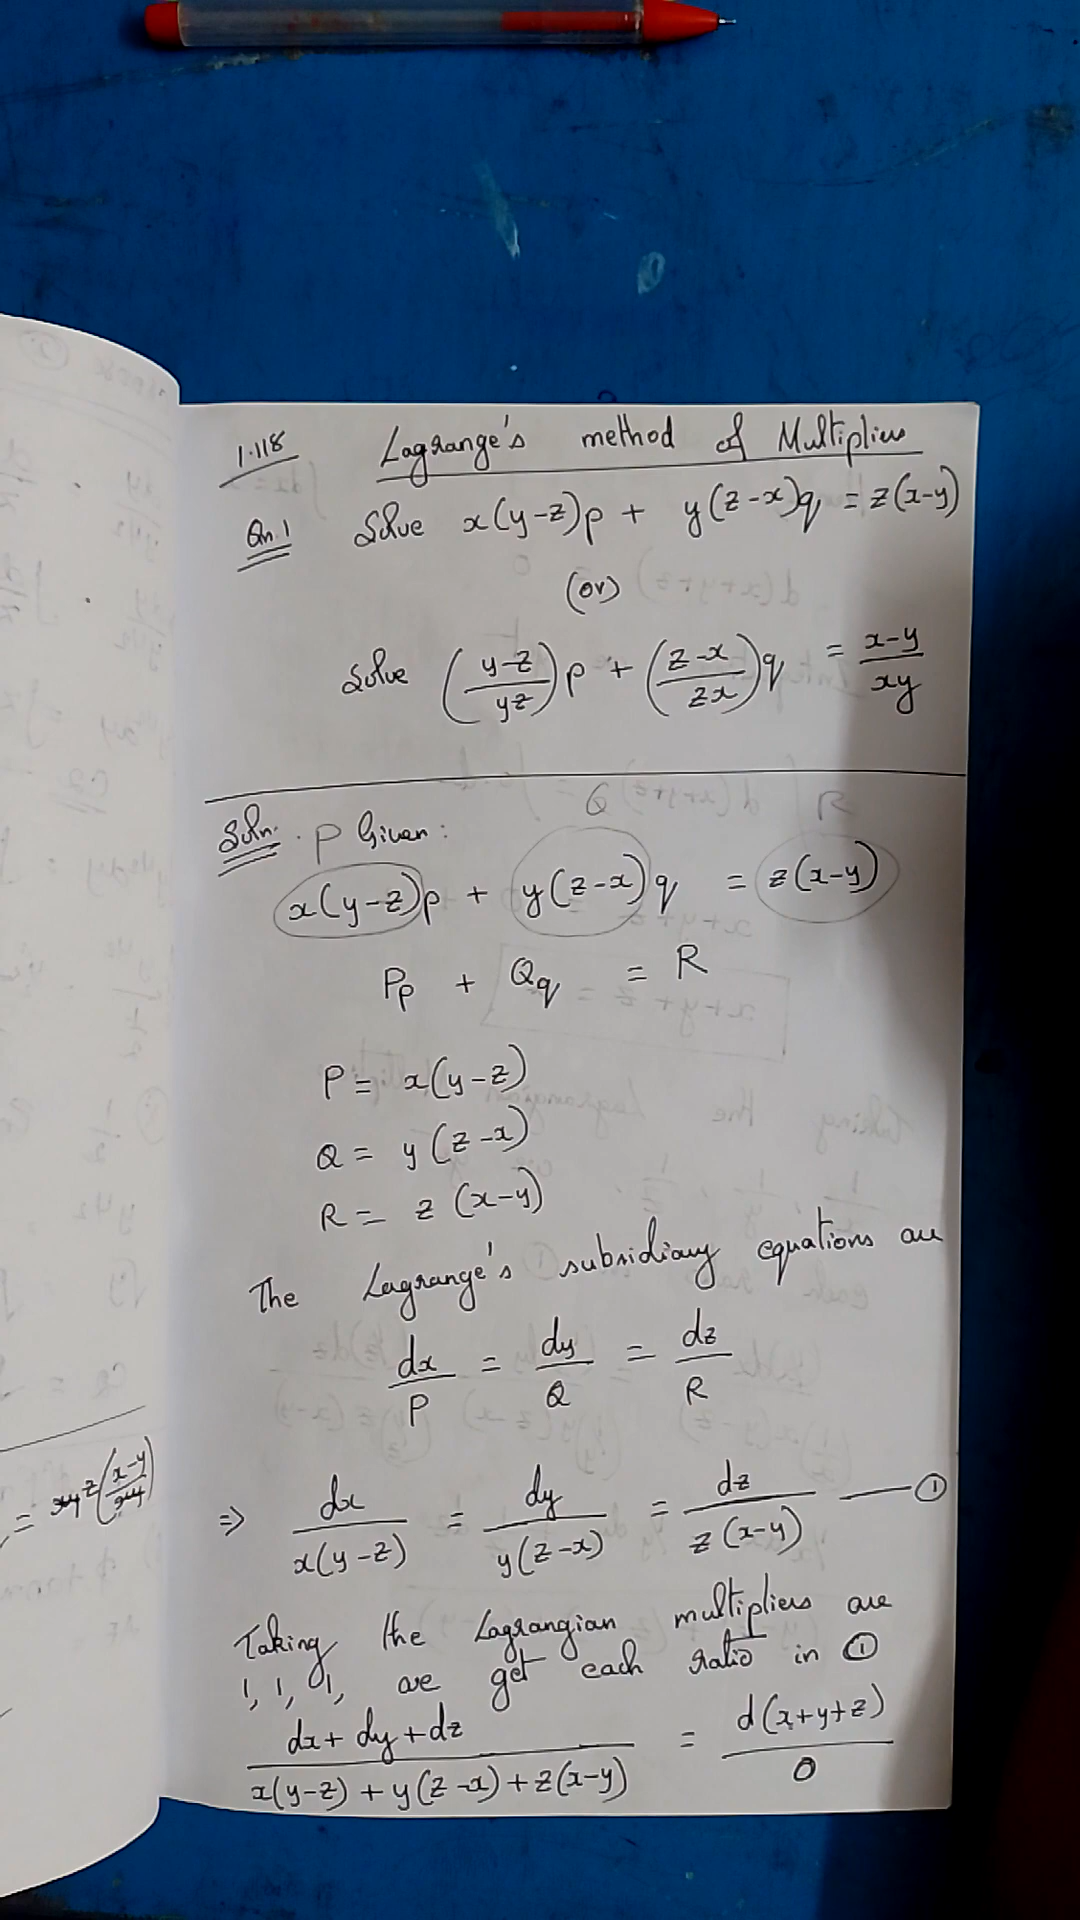 1.118 Lagrange's method of Multipliers
Qn.1 Solve x(y-z)p + y(z-x)q = z(x-y)
(or)
Solve ((y-z)/(yz))p + ((z-x)/(zx))q = (x-y)/(xy)
Soln. P Given: Q R
x(y-z)p + y(z-x)q = z(x-y)
Pp + Qq = R
P = x(y-z)
Q = y(z-x)
R = z(x-y)
The Lagrange's subsidiary equations are
dx/P = dy/Q = dz/R
⇒ dx/(x(y-z)) = dy/(y(z-x)) = dz/(z(x-y)) — ①
Taking the Lagrangian multipliers are
1, 1, 1, are get each ratio in ①
(dx+dy+dz)/(x(y-z)+y(z-x)+z(x-y)) = d(x+y+z)/0